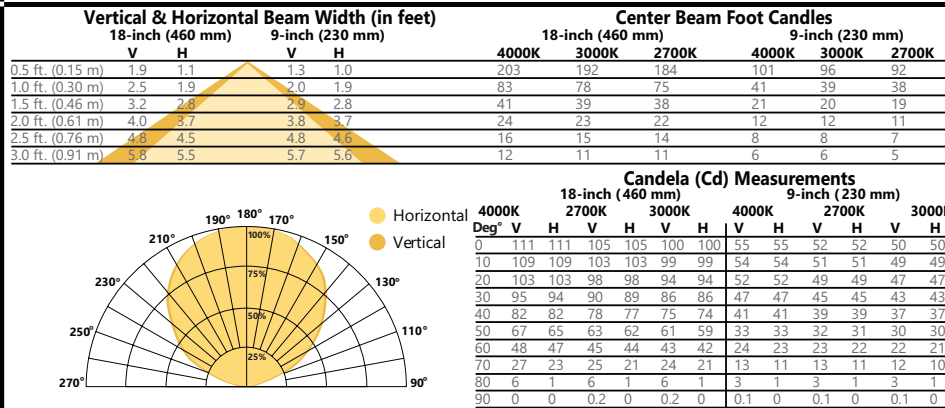 Vertical & Horizontal Beam Width (in feet)
18-inch (460 mm) 9-inch (230 mm)
V H V H
0.5 ft. (0.15 m) 1.9 1.1 1.3 1.0
1.0 ft. (0.30 m) 2.5 1.9 2.0 1.9
1.5 ft. (0.46 m) 3.2 2.8 2.9 2.8
2.0 ft. (0.61 m) 4.0 3.7 3.8 3.7
2.5 ft. (0.76 m) 4.8 4.5 4.8 4.6
3.0 ft. (0.91 m) 5.8 5.5 5.7 5.6
Center Beam Foot Candles
18-inch (460 mm) 9-inch (230 mm)
4000K 3000K 2700K 4000K 3000K 2700K
203 192 184 101 96 92
83 78 75 41 39 38
41 39 38 21 20 19
24 23 22 12 12 11
16 15 14 8 8 7
12 11 11 6 6 5
190° 180° 170°
210° 150°
230° 130°
250° 110°
270° 90°
100%
75%
50%
25%
Horizontal
Vertical
Candela (Cd) Measurements
18-inch (460 mm) 9-inch (230 mm)
4000K 2700K 3000K 4000K 2700K 3000K
Deg° V H V H V H V H V H V H
0 111 111 105 105 100 100 55 55 52 52 50 50
10 109 109 103 103 99 99 54 54 51 51 49 49
20 103 103 98 98 94 94 52 52 49 49 47 47
30 95 94 90 89 86 86 47 47 45 45 43 43
40 82 82 78 77 75 74 41 41 39 39 37 37
50 67 65 63 62 61 59 33 33 32 31 30 30
60 48 47 45 44 43 42 24 23 23 22 22 21
70 27 23 25 21 24 21 13 11 13 11 12 10
80 6 1 6 1 6 1 3 1 3 1 3 1
90 0 0 0.2 0 0.2 0 0.1 0 0.1 0 0.1 0